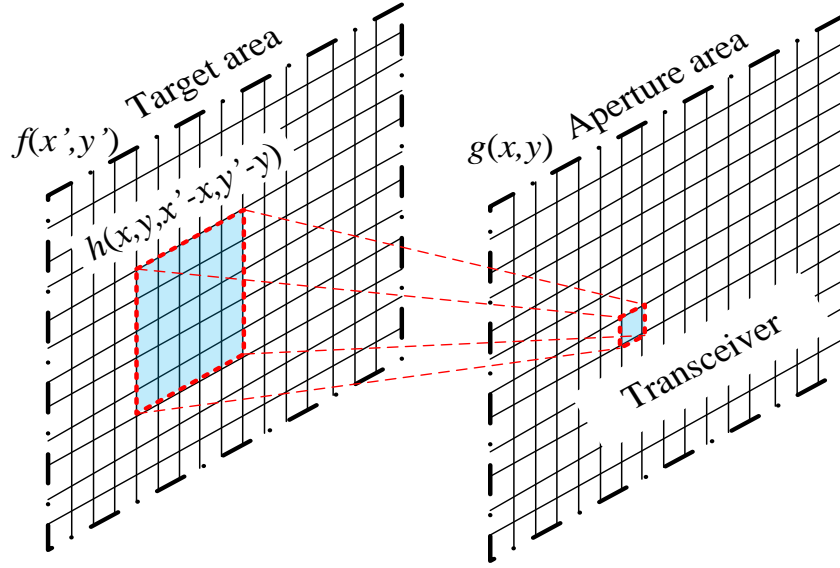 Target area
f(x’,y’)
h(x,y,x’-x,y’-y)
Aperture area
g(x,y)
Transceiver